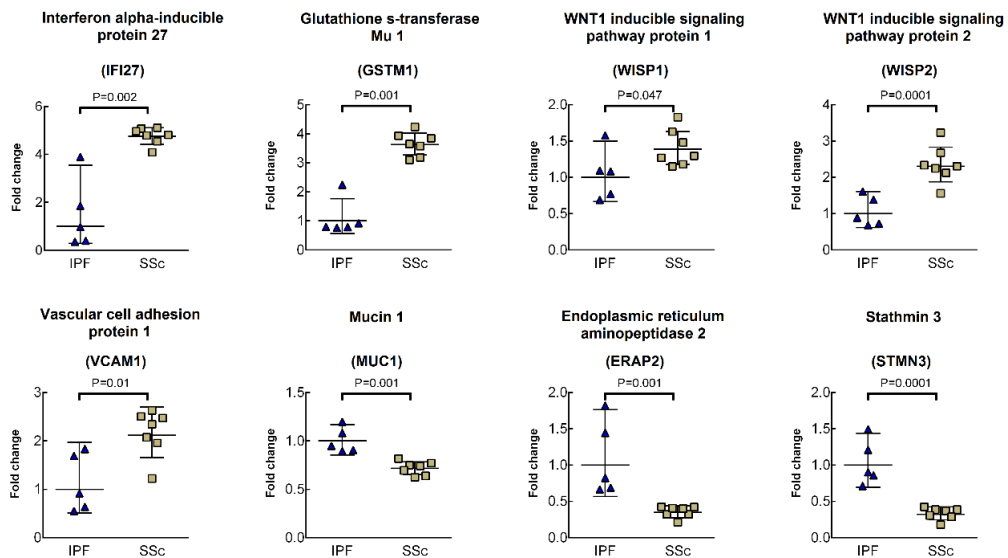 Interferon alpha-inducible
protein 27
(IFI27)
P=0.002
Fold change
6
4
2
0
IPF
SSc
Glutathione s-transferase
Mu 1
(GSTM1)
P=0.001
Fold change
5
4
3
2
1
0
IPF
SSc
WNT1 inducible signaling
pathway protein 1
(WISP1)
P=0.047
Fold change
2.0
1.5
1.0
0.5
0.0
IPF
SSc
WNT1 inducible signaling
pathway protein 2
(WISP2)
P=0.0001
Fold change
4
3
2
1
0
IPF
SSc
Vascular cell adhesion
protein 1
(VCAM1)
P=0.01
Fold change
3
2
1
0
IPF
SSc
Mucin 1
(MUC1)
P=0.001
Fold change
1.5
1.0
0.5
0.0
IPF
SSc
Endoplasmic reticulum
aminopeptidase 2
(ERAP2)
P=0.001
Fold change
2.0
1.5
1.0
0.5
0.0
IPF
SSc
Stathmin 3
(STMN3)
P=0.0001
Fold change
2.0
1.5
1.0
0.5
0.0
IPF
SSc